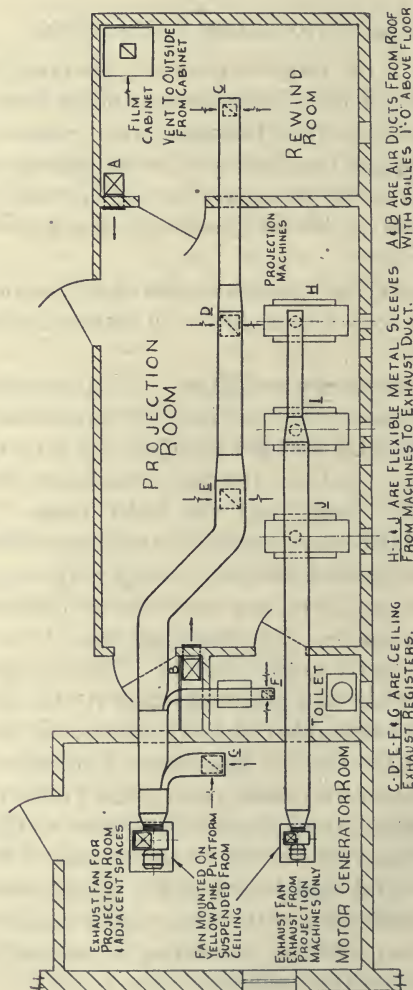 FILM
CABINET
VENT TO OUTSIDE
FROM CABINET
A
C
REWIND
ROOM
PROJECTION
ROOM
D
E
PROJECTION
MACHINES
H
I
J
B
F
G
TOILET
EXHAUST FAN FOR
PROJECTION ROOM
& ADJACENT SPACES
FAN MOUNTED ON
YELLOW PINE PLATFORM
SUSPENDED FROM
CEILING
EXHAUST FAN
EXHAUST FROM
PROJECTION
MACHINES ONLY
MOTOR GENERATOR ROOM
C·D·E·F&G ARE CEILING
EXHAUST REGISTERS.
H·I&J ARE FLEXIBLE METAL SLEEVES
FROM MACHINES TO EXHAUST DUCT.
A&B ARE AIR DUCTS FROM ROOF
WITH GRILLES 1'-0" ABOVE FLOOR